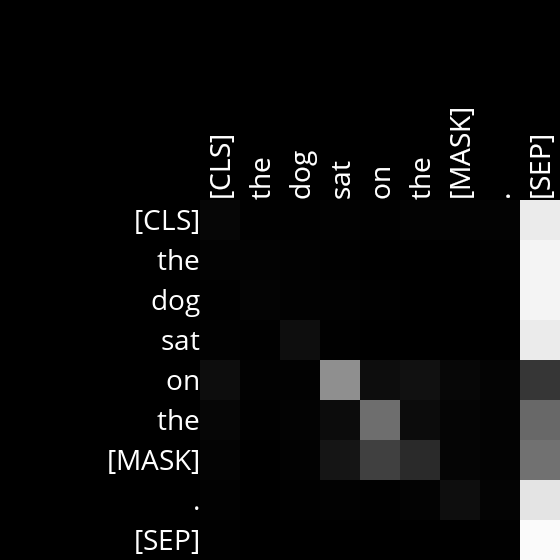 [CLS] the dog sat on the [MASK] . [SEP]
[CLS]
the
dog
sat
on
the
[MASK]
.
[SEP]